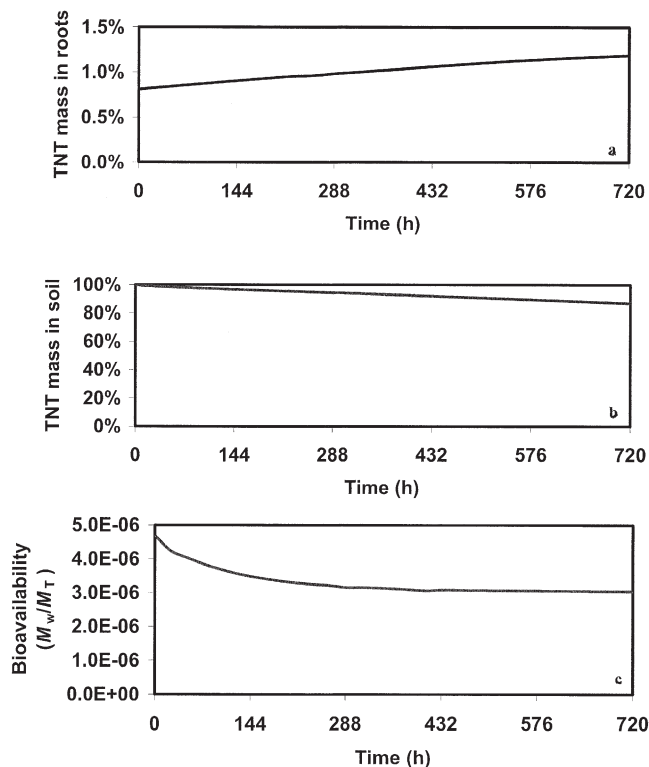 TNT mass in roots
1.5%
1.0%
0.5%
0.0%
a
0 144 288 432 576 720
Time (h)
TNT mass in soil
100%
80%
60%
40%
20%
0%
b
0 144 288 432 576 720
Time (h)
Bioavailability
(Mw/MT)
5.0E-06
4.0E-06
3.0E-06
2.0E-06
1.0E-06
0.0E+00
c
0 144 288 432 576 720
Time (h)